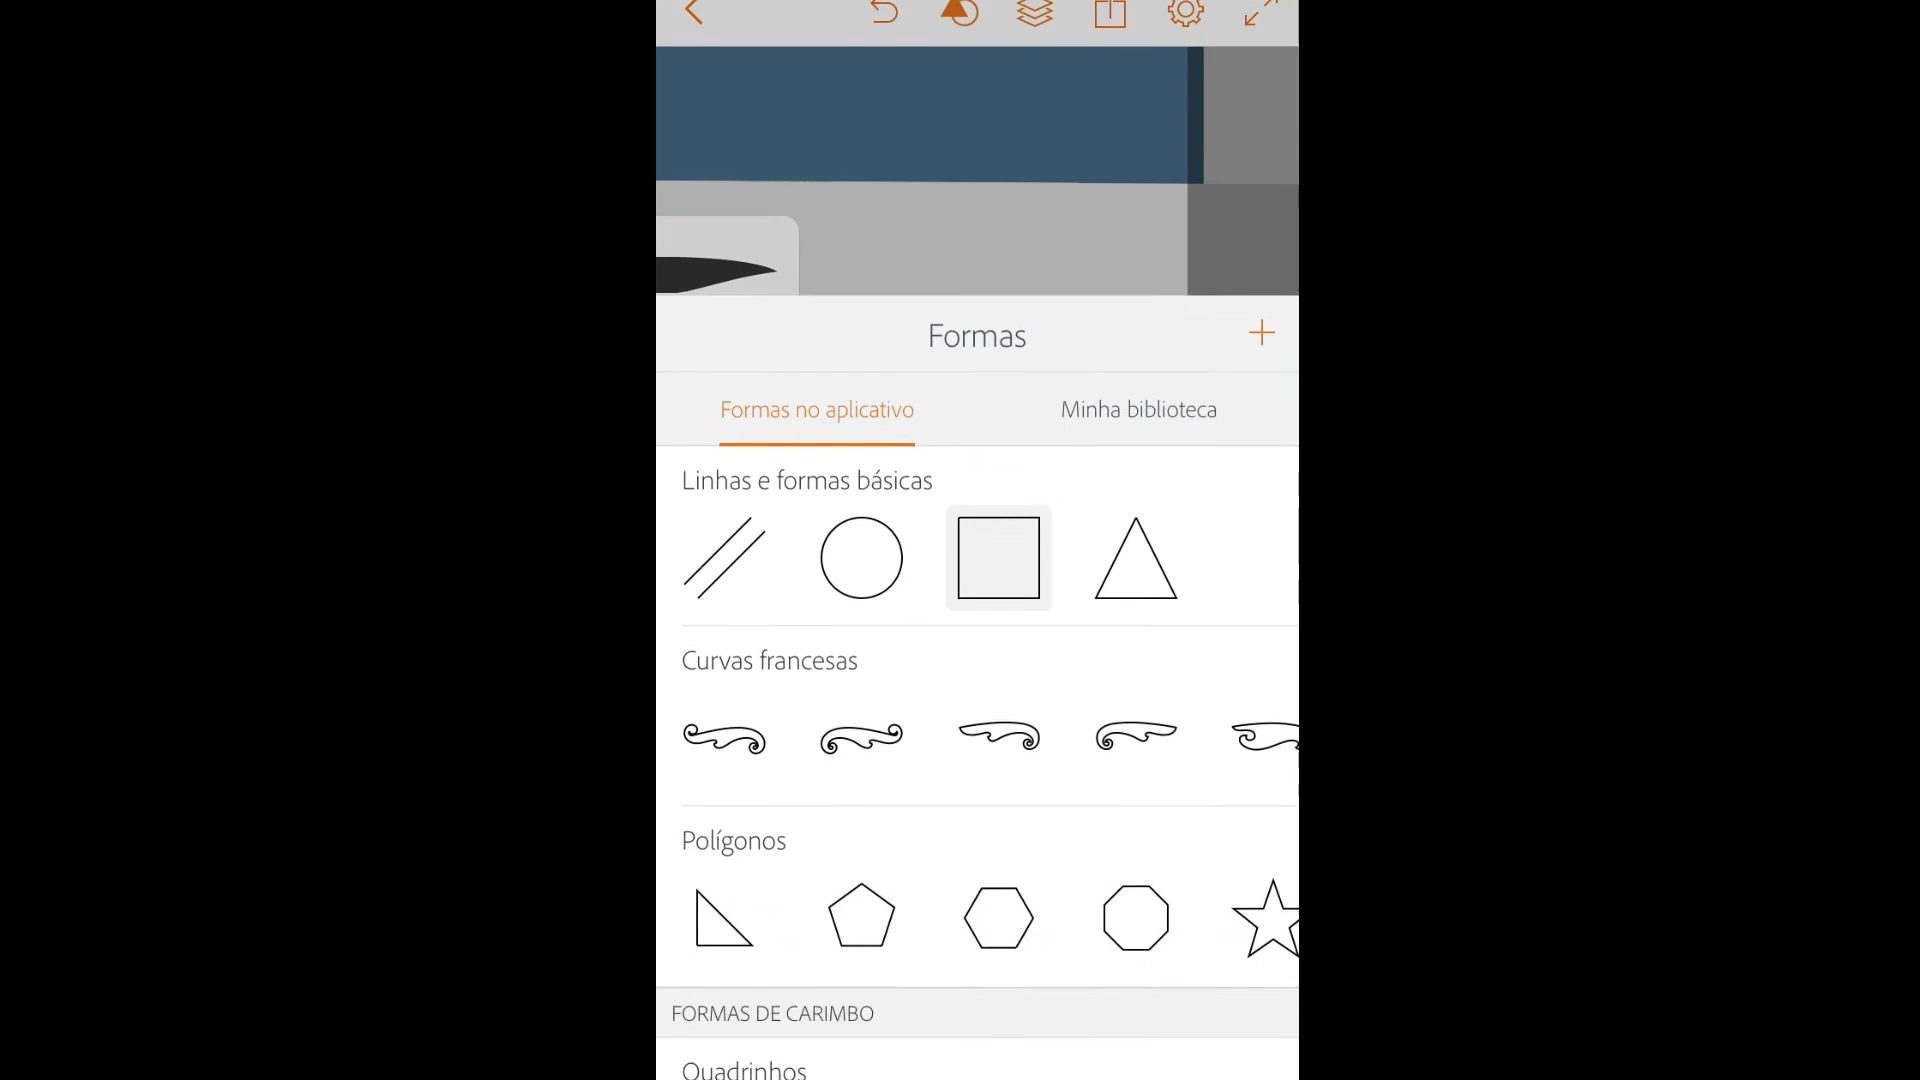 Formas
Formas no aplicativo
Minha biblioteca
Linhas e formas básicas
Curvas francesas
Polígonos
FORMAS DE CARIMBO
Quadrinhos